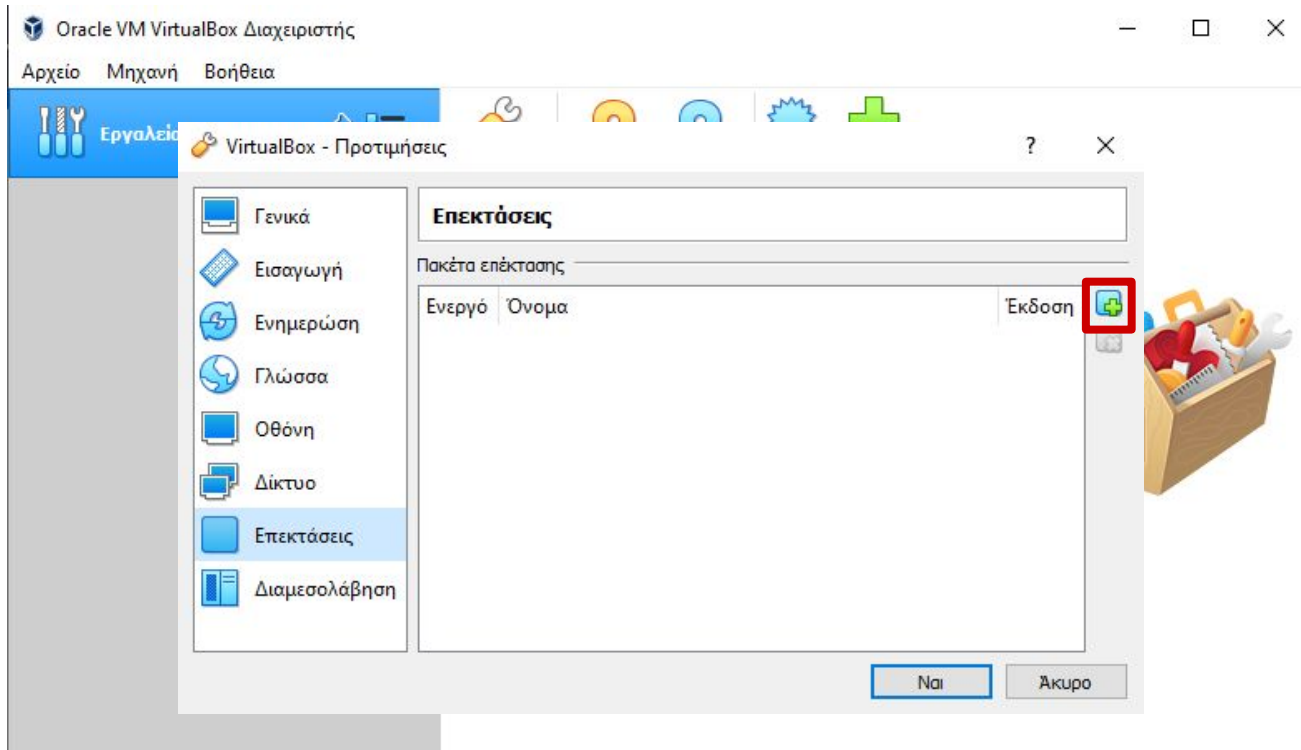 Oracle VM VirtualBox Διαχειριστής
Αρχείο Μηχανή Βοήθεια
VirtualBox - Προτιμήσεις
?
Γενικά
Εισαγωγή
Ενημερώση
Γλώσσα
Οθόνη
Δίκτυο
Επεκτάσεις
Διαμεσολάβηση
Επεκτάσεις
Πακέτα επέκτασης
Ενεργό Όνομα Έκδοση
Ναι Άκυρο